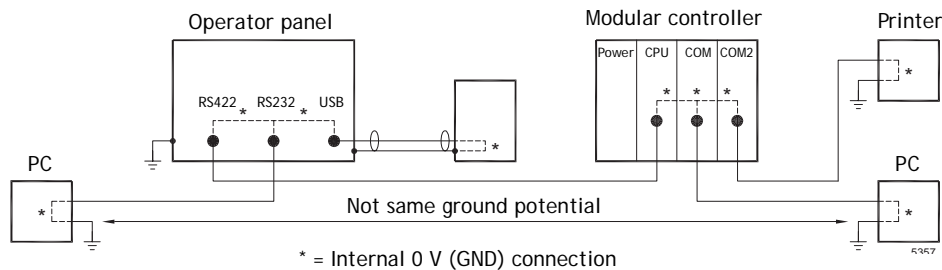 Operator panel
Modular controller
Printer
Power
CPU
COM
COM2
*
* * *
RS422
*
RS232
*
USB
*
PC
*
PC
*
Not same ground potential
* = Internal 0 V (GND) connection
5357